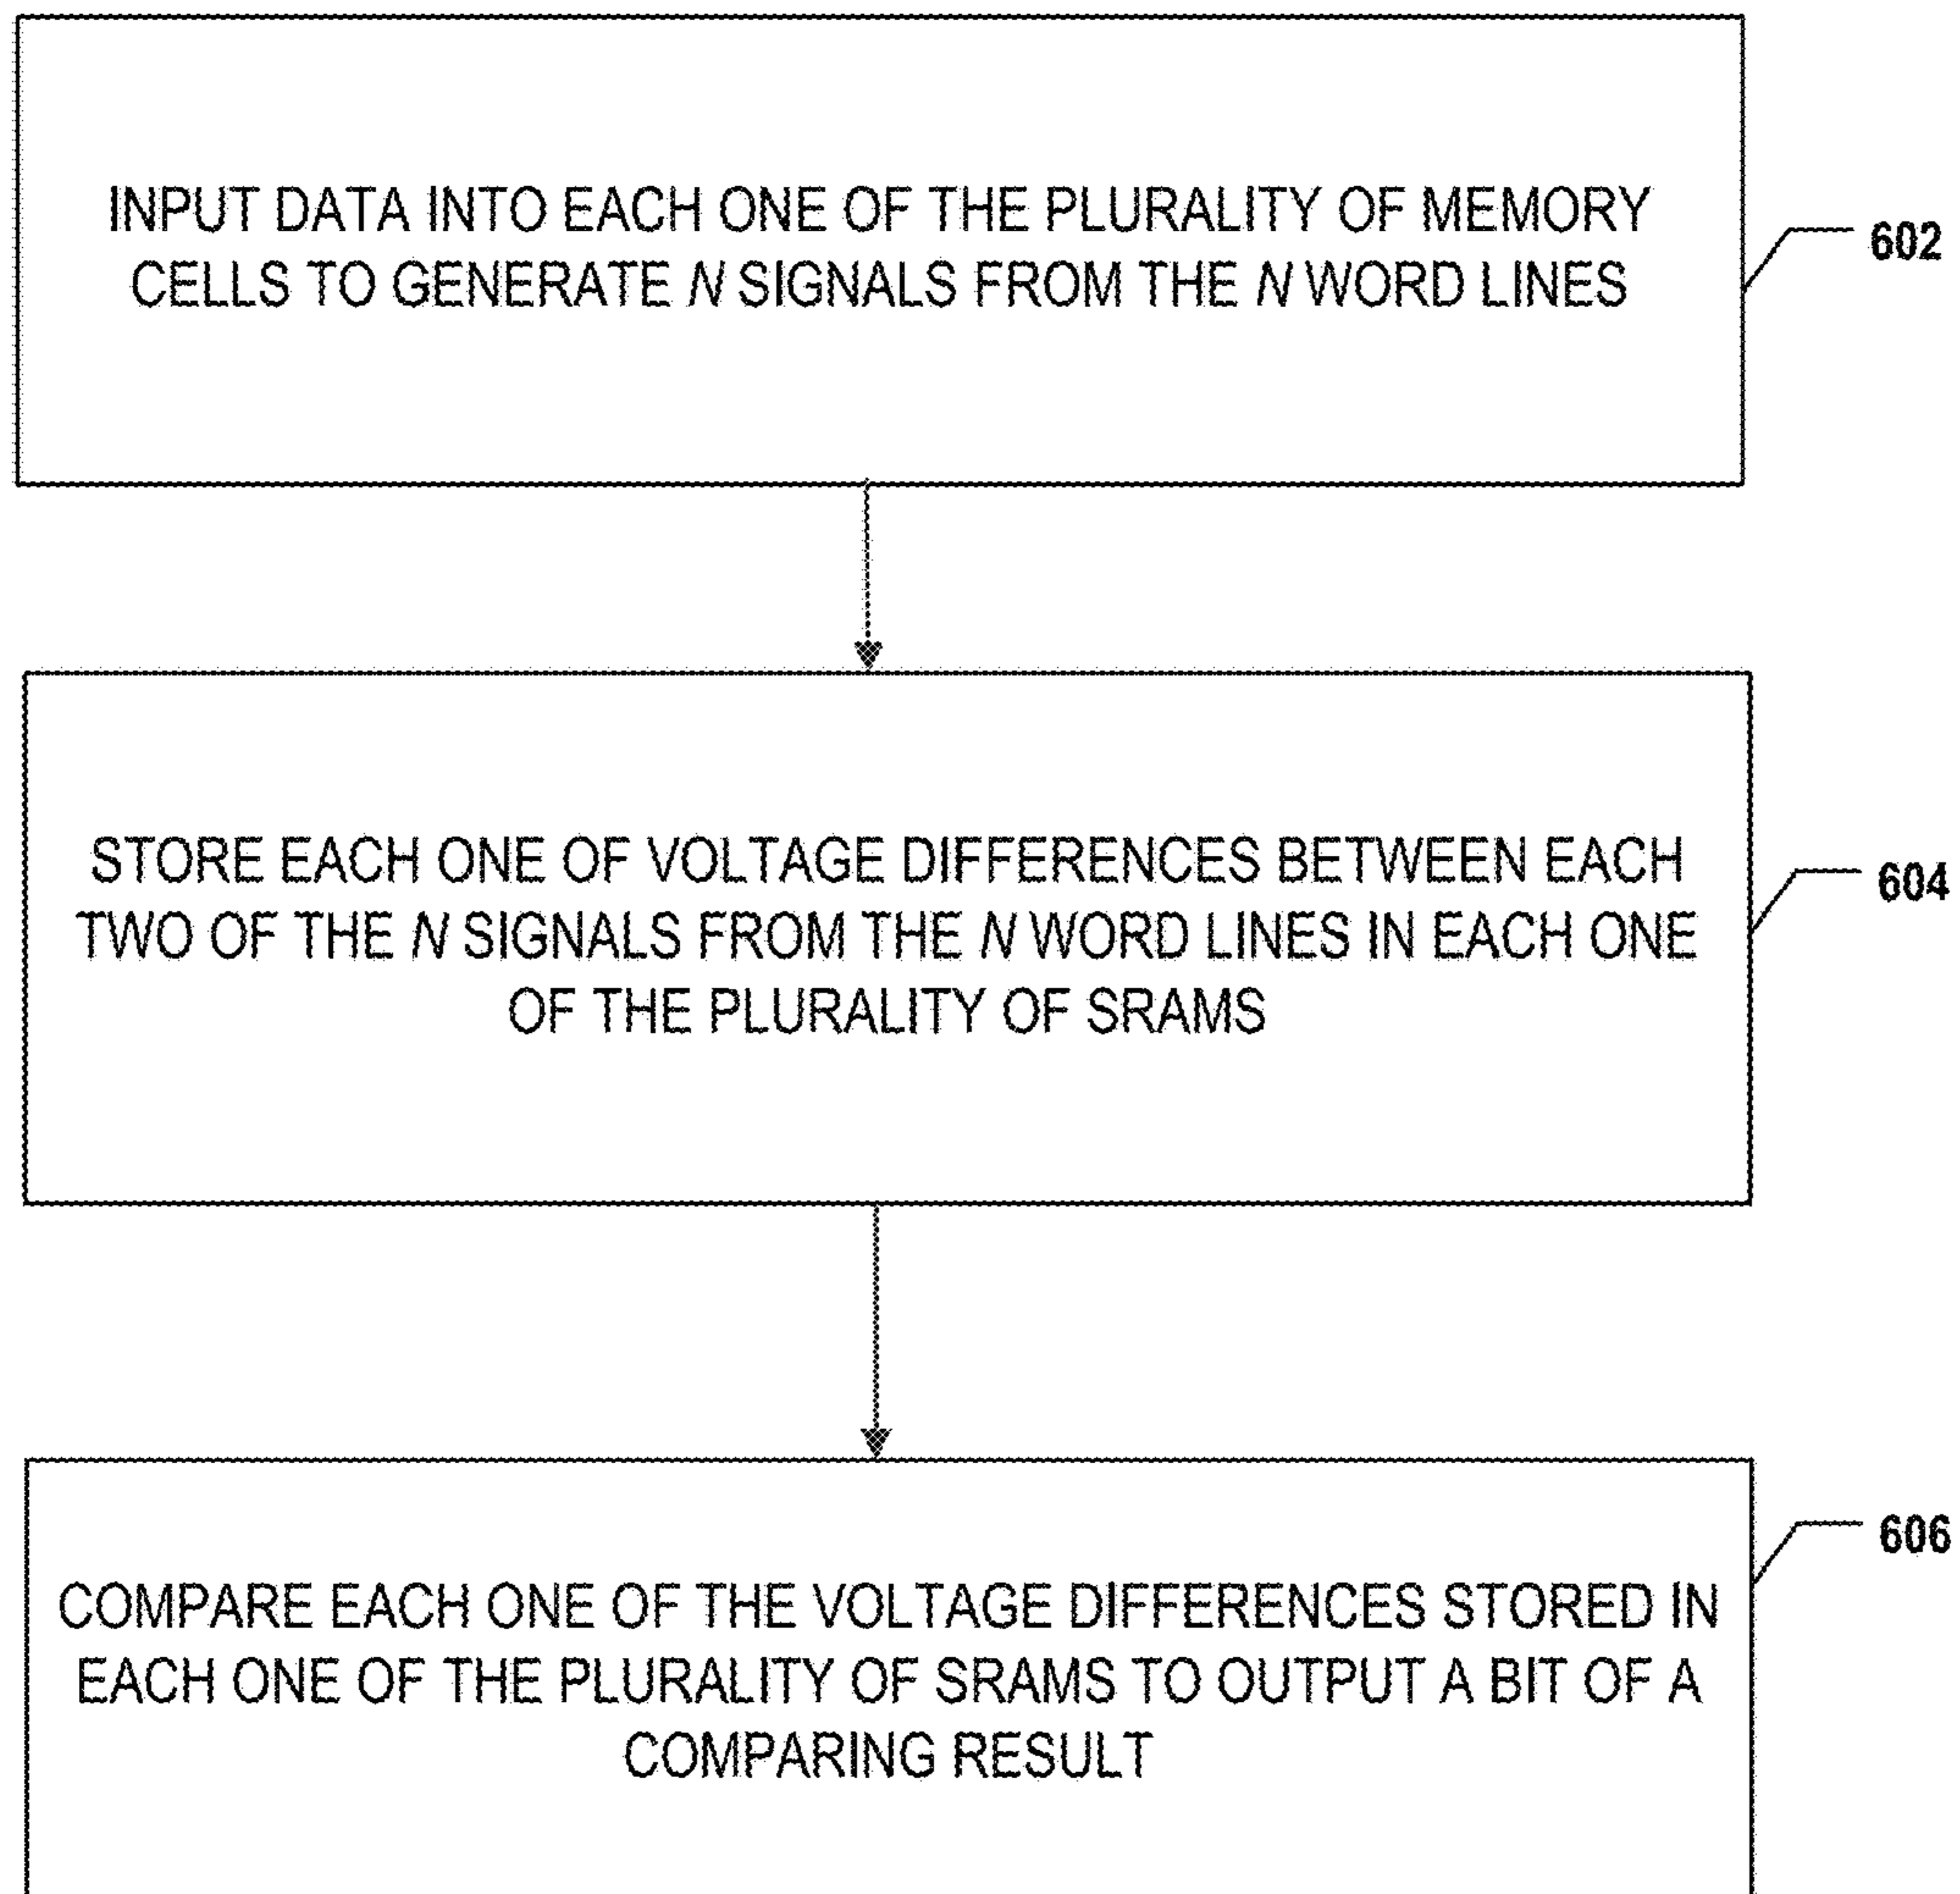 INPUT DATA INTO EACH ONE OF THE PLURALITY OF MEMORY
CELLS TO GENERATE N SIGNALS FROM THE N WORD LINES
602
STORE EACH ONE OF VOLTAGE DIFFERENCES BETWEEN EACH
TWO OF THE N SIGNALS FROM THE N WORD LINES IN EACH ONE
OF THE PLURALITY OF SRAMS
604
COMPARE EACH ONE OF THE VOLTAGE DIFFERENCES STORED IN
EACH ONE OF THE PLURALITY OF SRAMS TO OUTPUT A BIT OF A
COMPARING RESULT
606